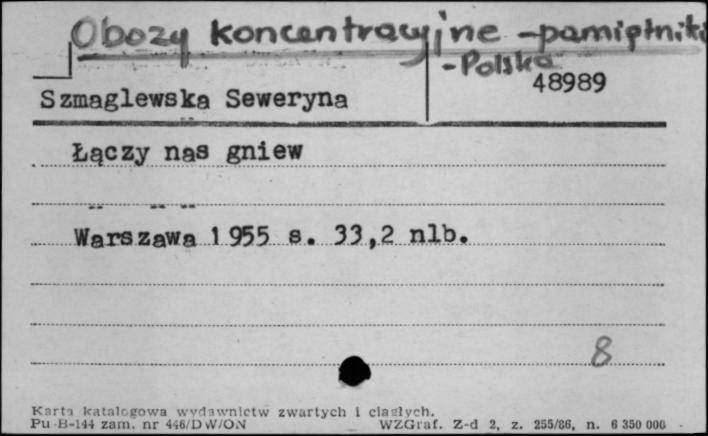 Obozy koncentracyjne - pamiętniki
- Polska
48989
Szmaglewska Seweryna
Łączy nas gniew
Warszawa 1955 s. 33,2 nlb.
8
Karta katalogowa wydawnictw zwartych i ciągłych.
Pu-B-144 zam. nr 446/DW/ON WZGraf. Z-d 2, z. 255/86, n. 6 350 000